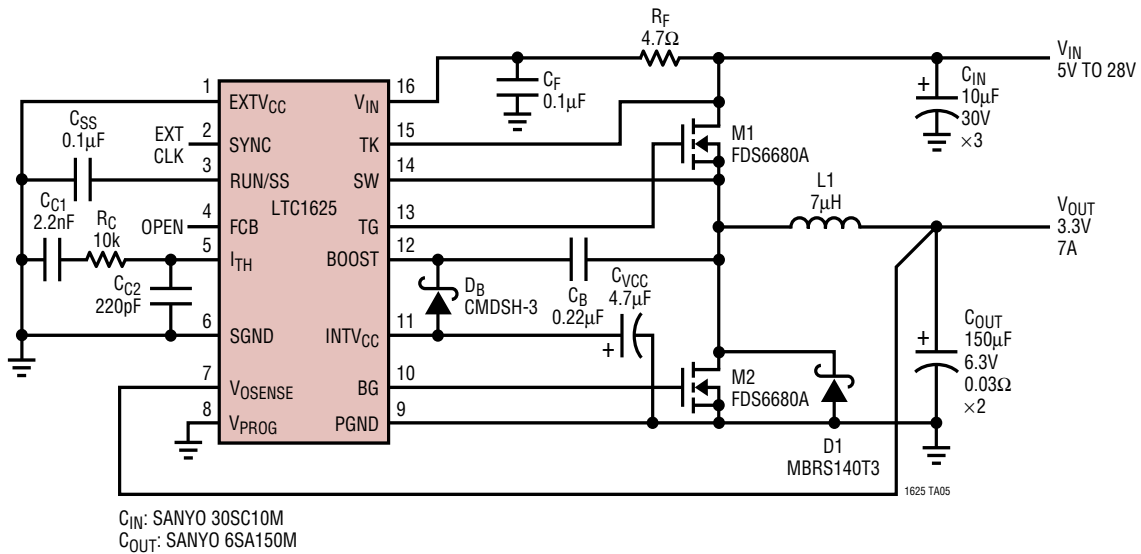 RF
4.7Ω
VIN
5V TO 28V
CF
0.1µF
+
CIN
10µF
30V
×3
1
EXTVCC
VIN
16
CSS
0.1µF
EXT
CLK
2
SYNC
TK
15
M1
FDS6680A
3
RUN/SS
SW
14
LTC1625
CC1
2.2nF
RC
10k
OPEN
4
FCB
TG
13
L1
7µH
VOUT
3.3V
7A
5
ITH
BOOST
12
CC2
220pF
DB
CMDSH-3
CB
0.22µF
CVCC
4.7µF
+
6
SGND
INTVCC
11
+
COUT
150µF
6.3V
0.03Ω
×2
7
VOSENSE
BG
10
M2
FDS6680A
8
VPROG
PGND
9
D1
MBRS140T3
1625 TA05
CIN: SANYO 30SC10M
COUT: SANYO 6SA150M